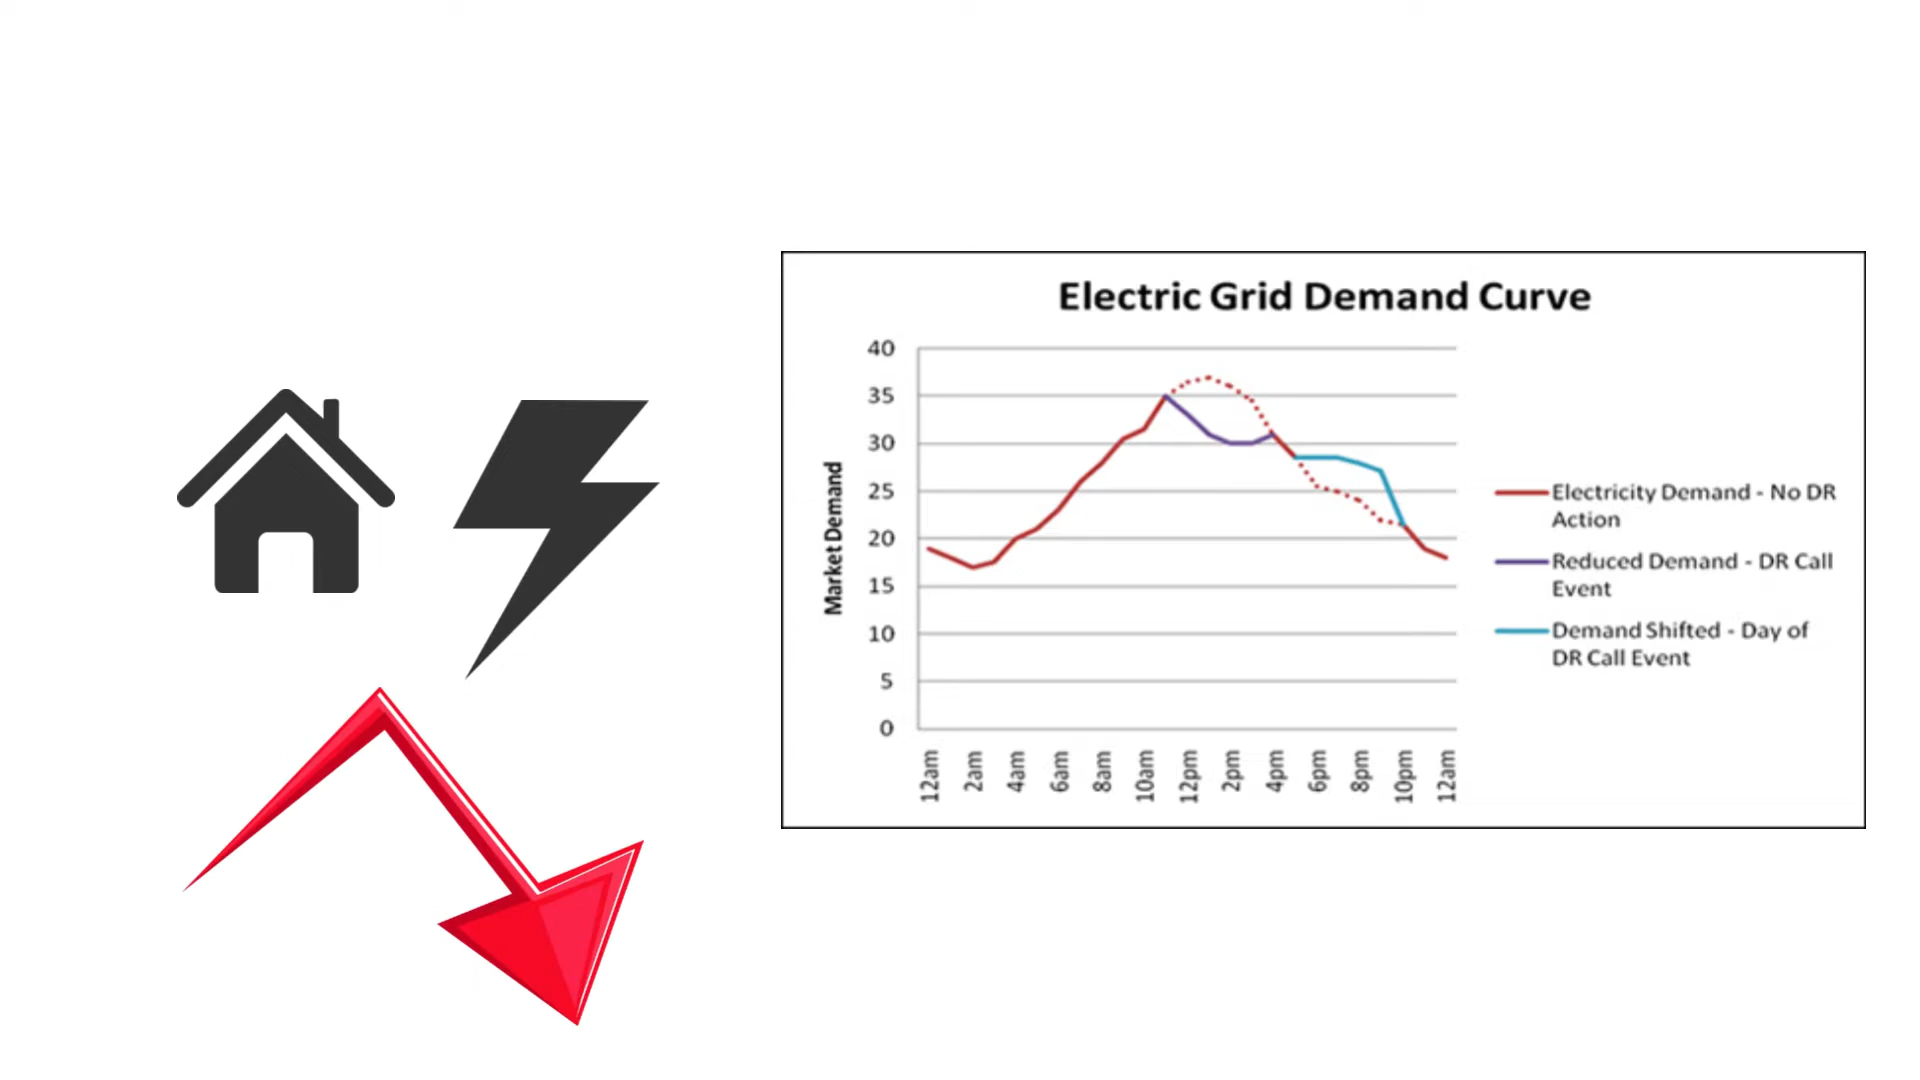 Electric Grid Demand Curve
40
35
30
25
20
15
10
5
0
Market Demand
12am
2am
4am
6am
8am
10am
12pm
2pm
4pm
6pm
8pm
10pm
12am
Electricity Demand - No DR
Action
Reduced Demand - DR Call
Event
Demand Shifted - Day of
DR Call Event